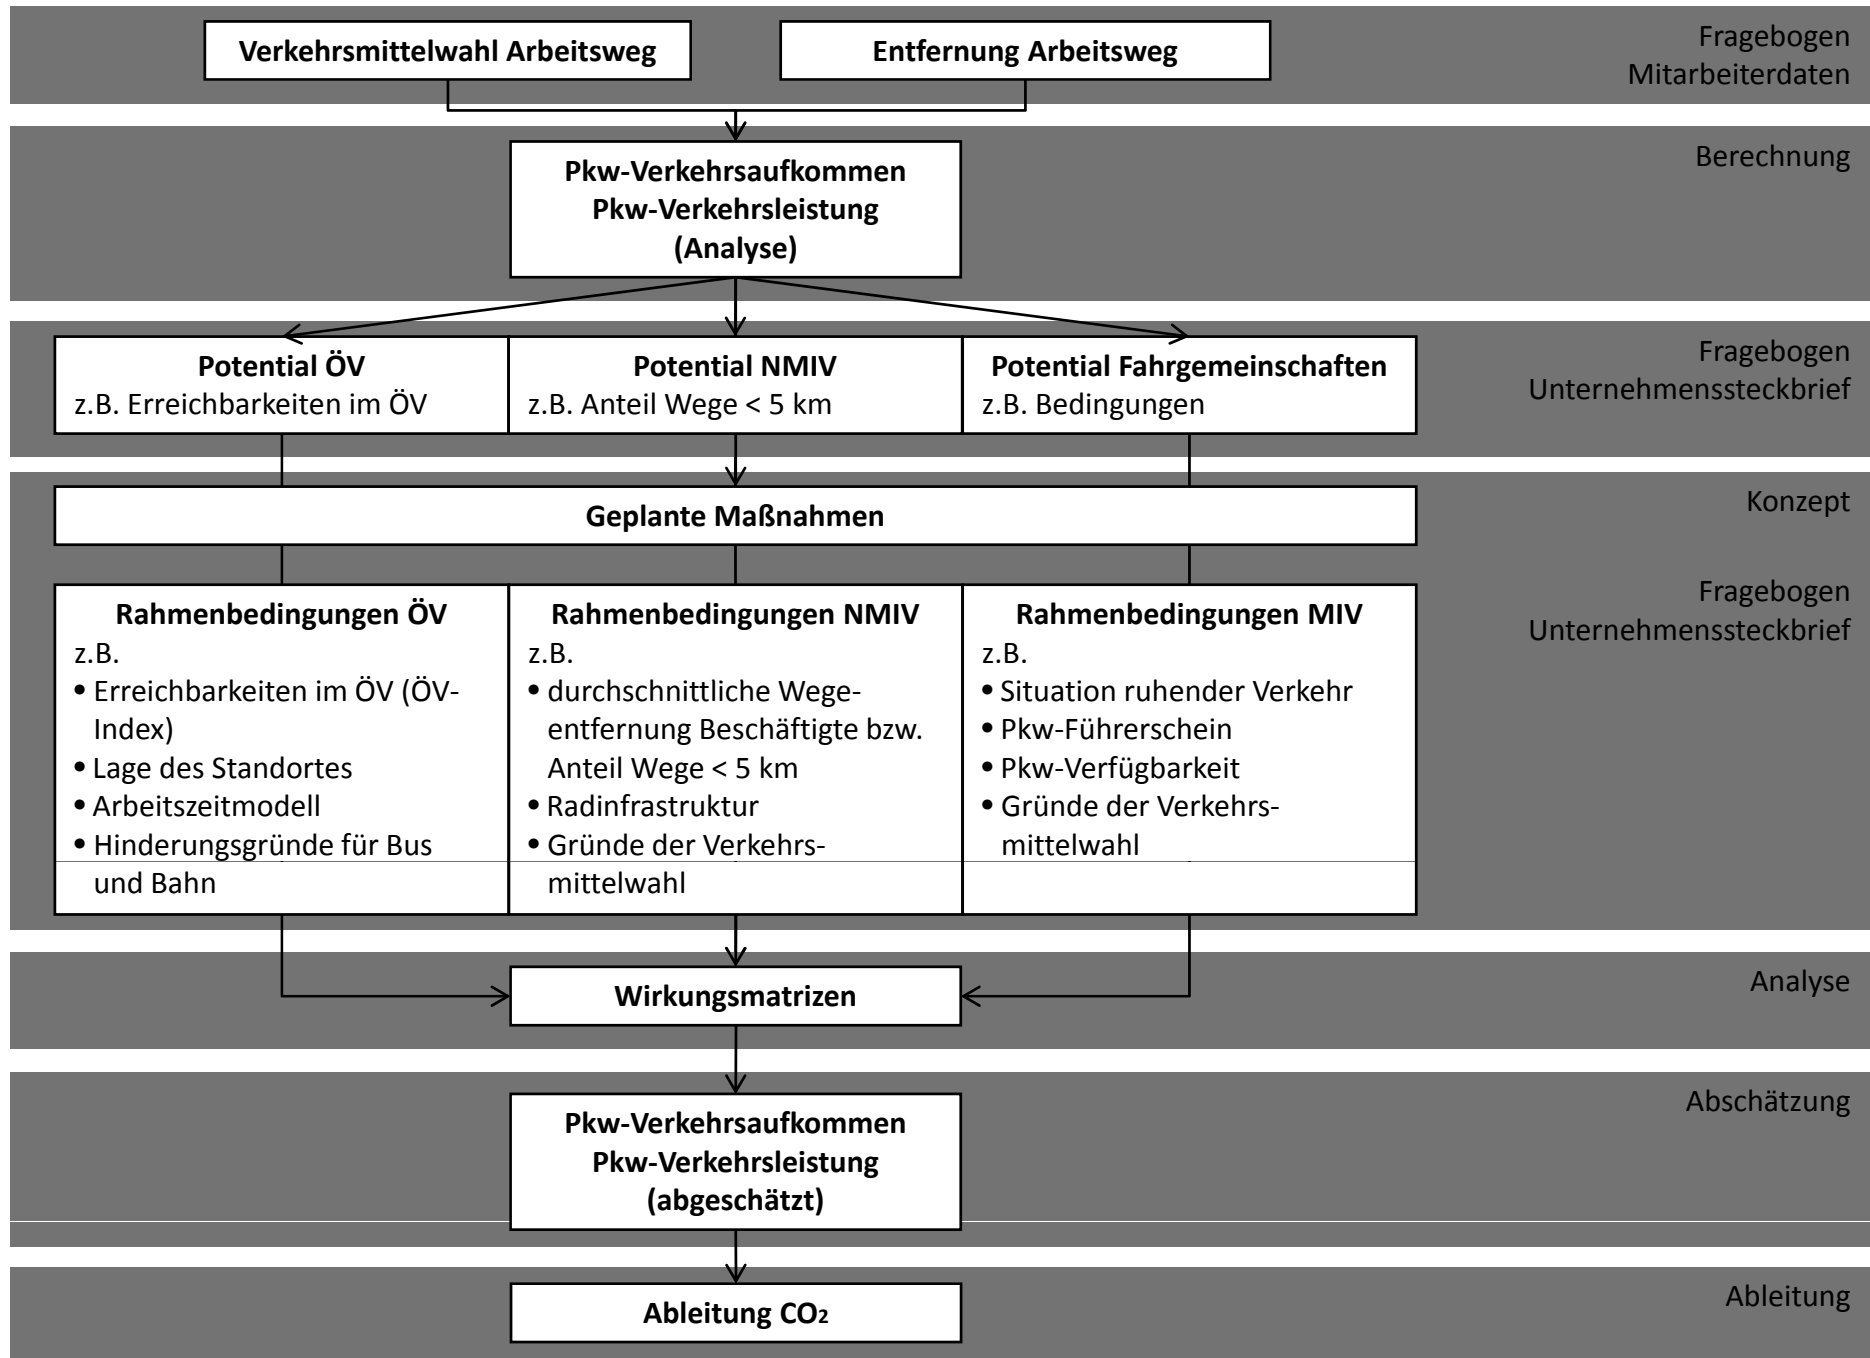 Verkehrsmittelwahl Arbeitsweg
Entfernung Arbeitsweg
Fragebogen
Mitarbeiterdaten
Pkw-Verkehrsaufkommen
Pkw-Verkehrsleistung
(Analyse)
Berechnung
Potential ÖV
z.B. Erreichbarkeiten im ÖV
Potential NMIV
z.B. Anteil Wege < 5 km
Potential Fahrgemeinschaften
z.B. Bedingungen
Fragebogen
Unternehmenssteckbrief
Geplante Maßnahmen
Konzept
Rahmenbedingungen ÖV
z.B.
• Erreichbarkeiten im ÖV (ÖV-
Index)
• Lage des Standortes
• Arbeitszeitmodell
• Hinderungsgründe für Bus
und Bahn
Rahmenbedingungen NMIV
z.B.
• durchschnittliche Wege-
entfernung Beschäftigte bzw.
Anteil Wege < 5 km
• Radinfrastruktur
• Gründe der Verkehrs-
mittelwahl
Rahmenbedingungen MIV
z.B.
• Situation ruhender Verkehr
• Pkw-Führerschein
• Pkw-Verfügbarkeit
• Gründe der Verkehrs-
mittelwahl
Fragebogen
Unternehmenssteckbrief
Wirkungsmatrizen
Analyse
Pkw-Verkehrsaufkommen
Pkw-Verkehrsleistung
(abgeschätzt)
Abschätzung
Ableitung CO2
Ableitung